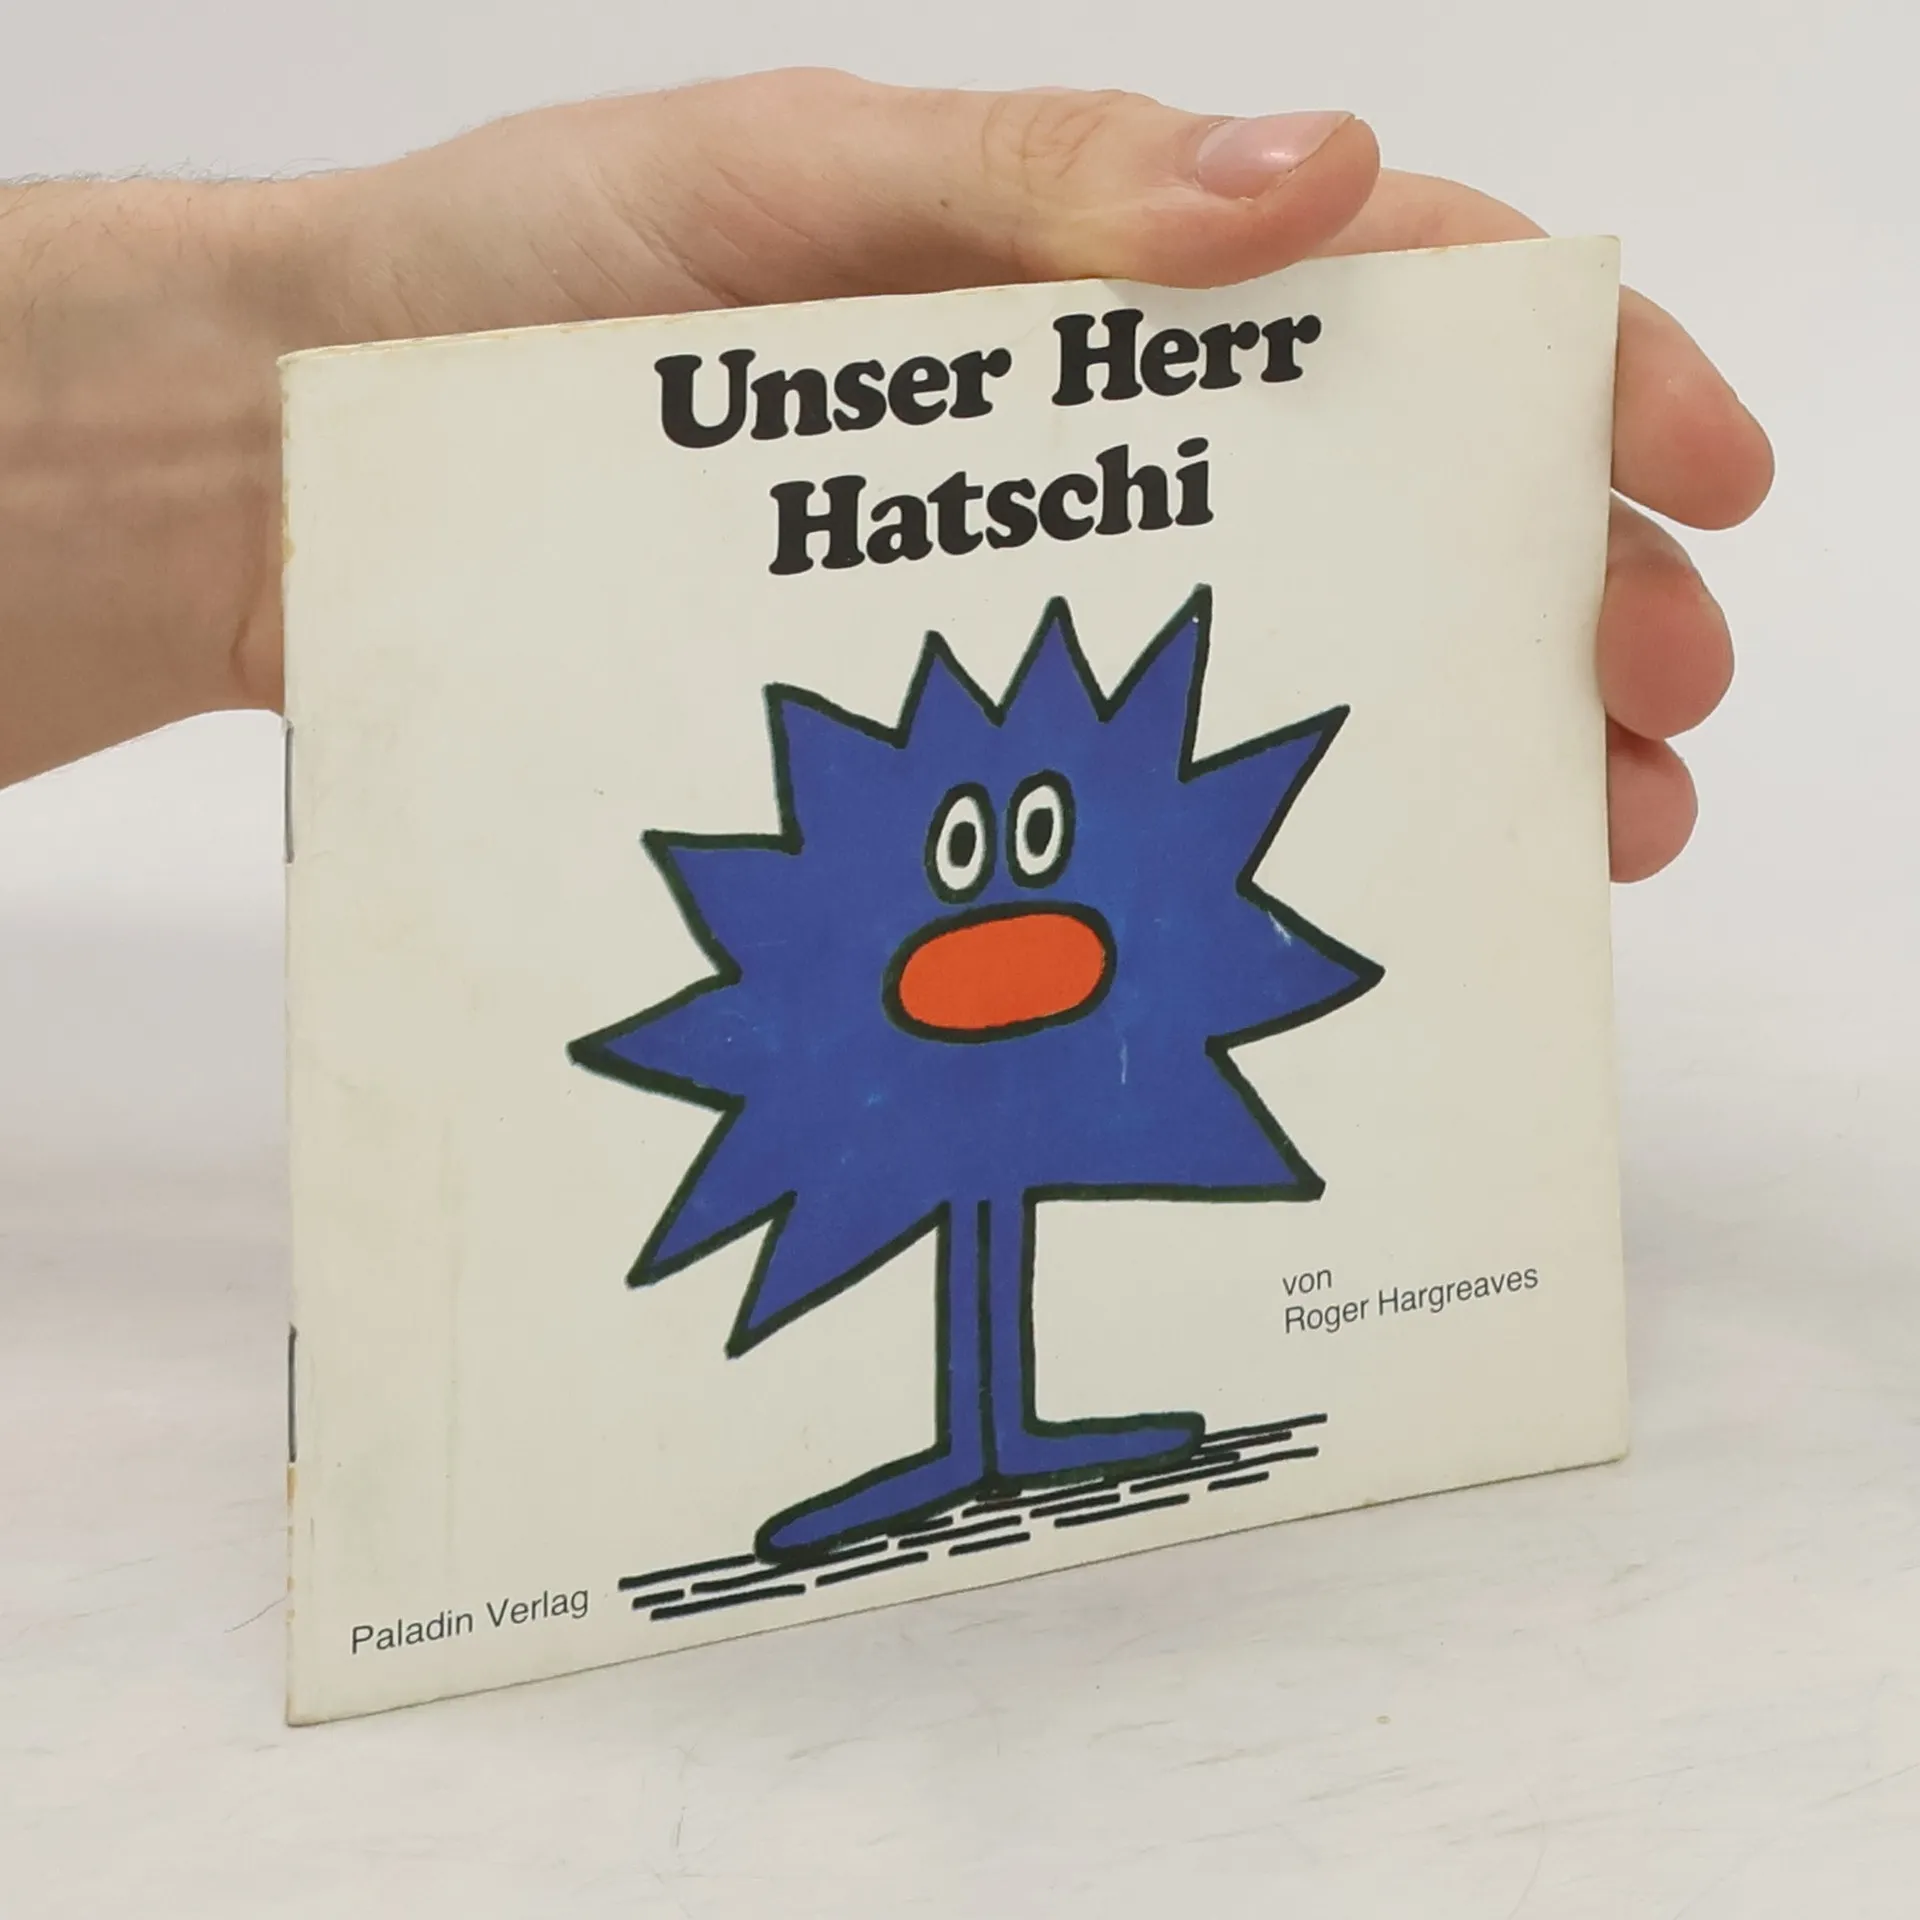 Unser Herr
Hatschi
von
Roger Hargreaves
Paladin Verlag